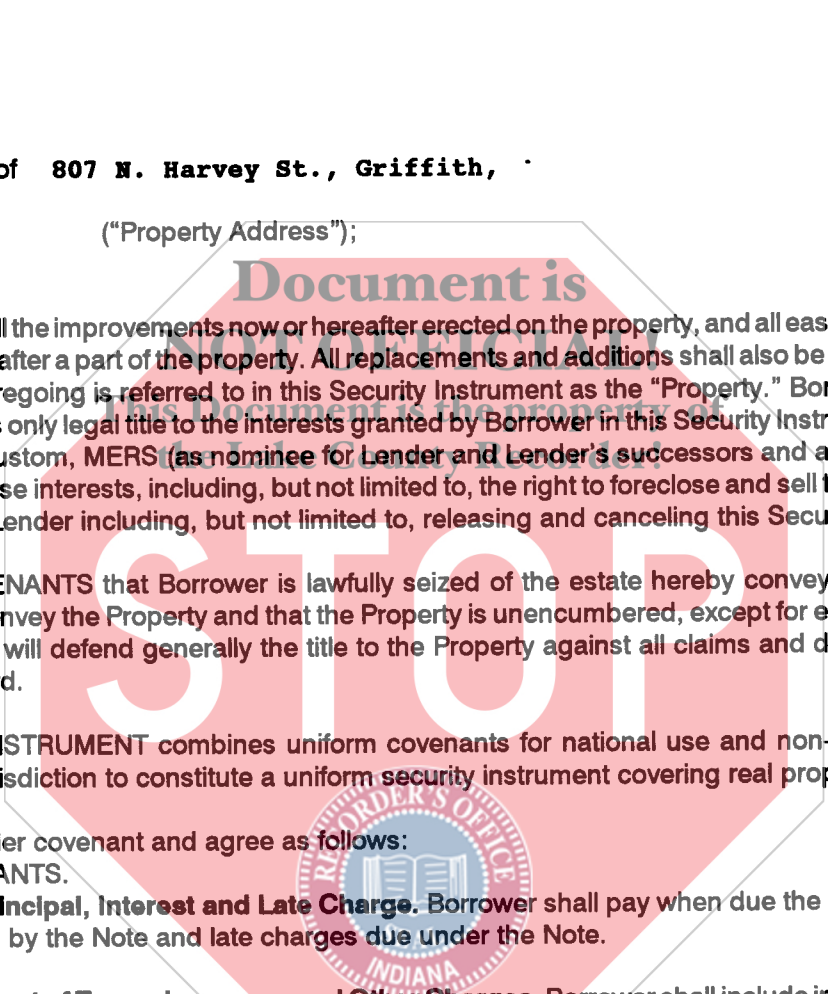 of 807 N. Harvey St., Griffith,
("Property Address");
Document is
l the improvements now or hereafter erected on the property, and all eas
NOT OFFICIAL!
after a part of the property. All replacements and additions shall also be
egoing is referred to in this Security Instrument as the "Property." Bor
This Document is the property of
only legal title to the interests granted by Borrower in this Security Instr
the Lake County Recorder!
ustom, MERS (as nominee for Lender and Lender's successors and a
se interests, including, but not limited to, the right to foreclose and sell t
ender including, but not limited to, releasing and canceling this Secu
STOP
ENANTS that Borrower is lawfully seized of the estate hereby convey
nvey the Property and that the Property is unencumbered, except for e
will defend generally the title to the Property against all claims and d
d.
STRUMENT combines uniform covenants for national use and non-
isdiction to constitute a uniform security instrument covering real prop
RECORDER'S OFFICE
er covenant and agree as follows:
ANTS.
incipal, Interest and Late Charge. Borrower shall pay when due the
by the Note and late charges due under the Note.
SEAL
INDIANA